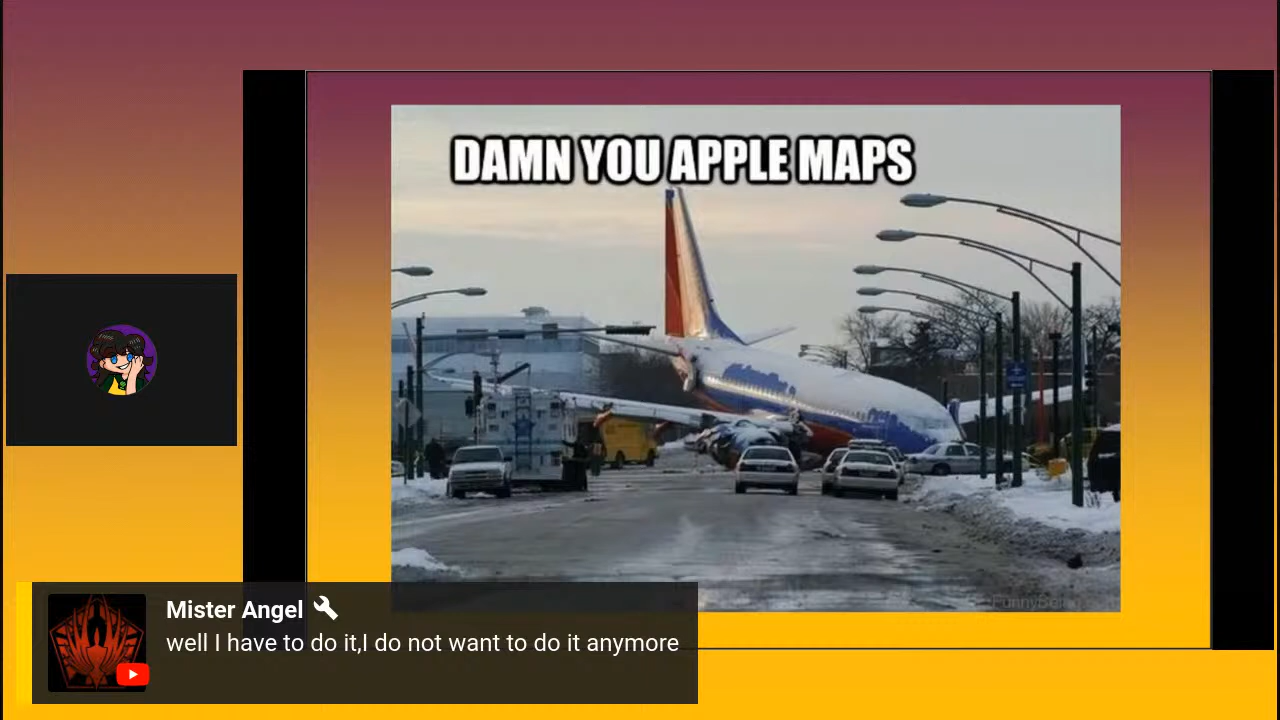 DAMN YOU APPLE MAPS
Mister Angel
well I have to do it,I do not want to do it anymore